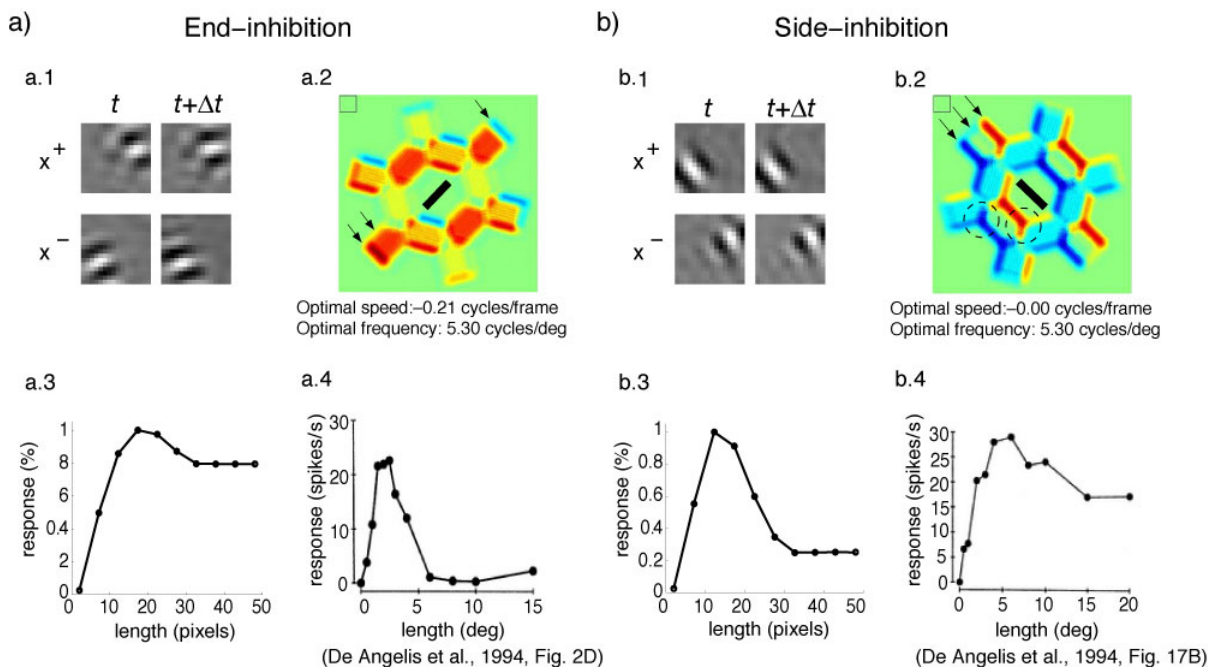 a) End–inhibition
b) Side–inhibition
a.1
t t+Δt
x+
x–
a.2
Optimal speed:–0.21 cycles/frame
Optimal frequency: 5.30 cycles/deg
b.1
t t+Δt
x+
x–
b.2
Optimal speed:–0.00 cycles/frame
Optimal frequency: 5.30 cycles/deg
a.3
response (%)
1
8
6
4
0.2
0
0 10 20 30 40 50
length (pixels)
a.4
response (spikes/s)
30
20
10
0
0 5 10 15
length (deg)
(De Angelis et al., 1994, Fig. 2D)
b.3
response (%)
1
0.8
0.6
0.4
0.2
0
0 10 20 30 40 50
length (pixels)
b.4
response (spikes/s)
30
25
20
15
10
5
0
0 5 10 15 20
length (deg)
(De Angelis et al., 1994, Fig. 17B)